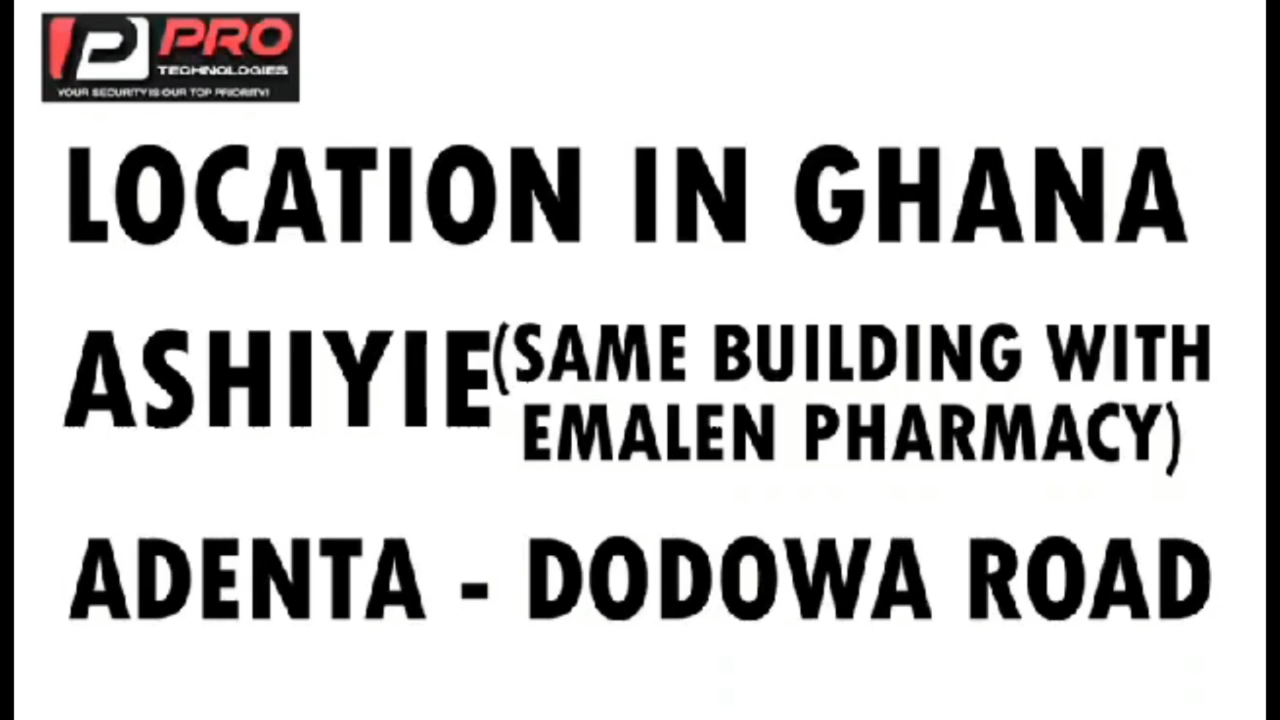 PRO
TECHNOLOGIES
YOUR SECURITY IS OUR TOP PRIORITY!
LOCATION IN GHANA
ASHIYIE (SAME BUILDING WITH
EMALEN PHARMACY)
ADENTA - DODOWA ROAD